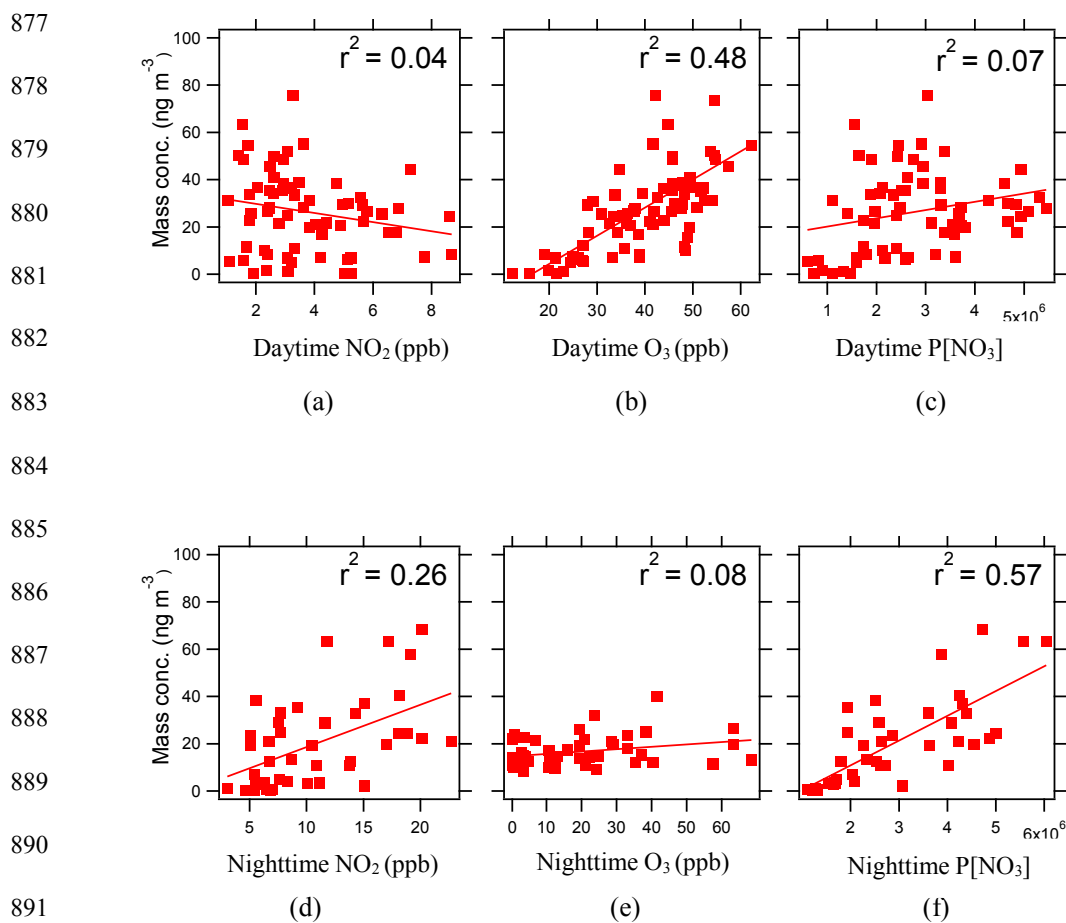 877
100
80
60
40
20
0
Mass conc. (ng m⁻³)
r² = 0.04
r² = 0.48
r² = 0.07
878
879
880
881
2 4 6 8
20 30 40 50 60
1 2 3 4 5x10⁶
882
Daytime NO₂ (ppb)
Daytime O₃ (ppb)
Daytime P[NO₃]
883
(a)
(b)
(c)
884
885
100
80
60
40
20
0
Mass conc. (ng m⁻³)
r² = 0.26
r² = 0.08
r² = 0.57
886
887
888
889
5 10 15 20
0 10 20 30 40 50 60
2 3 4 5 6x10⁶
890
Nighttime NO₂ (ppb)
Nighttime O₃ (ppb)
Nighttime P[NO₃]
891
(d)
(e)
(f)